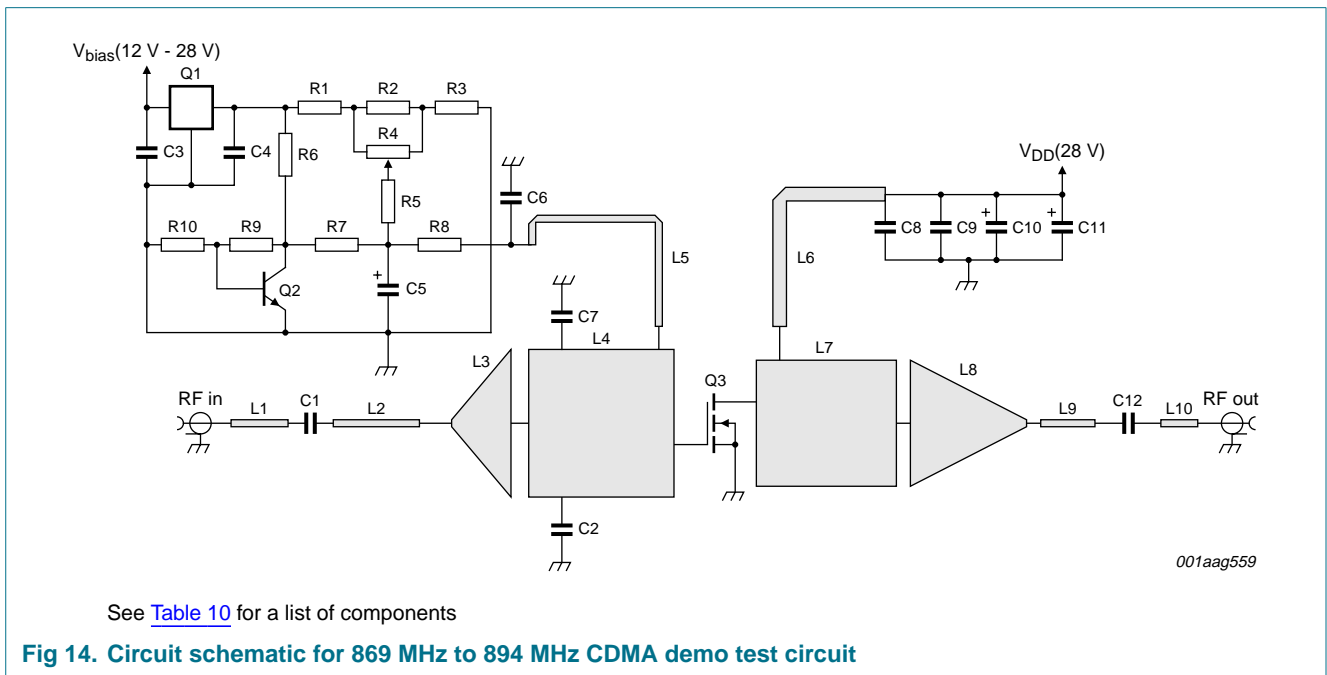 V_bias(12 V - 28 V)
Q1
R1
R2
R3
R4
C3
C4
R6
R5
C6
V_DD(28 V)
R10
R9
R7
R8
C8
C9
+
C10
+
C11
L5
L6
Q2
+
C5
C7
L4
L3
L7
L8
Q3
RF in
L1
C1
L2
L9
C12
L10
RF out
C2
001aag559
See Table 10 for a list of components
Fig 14. Circuit schematic for 869 MHz to 894 MHz CDMA demo test circuit